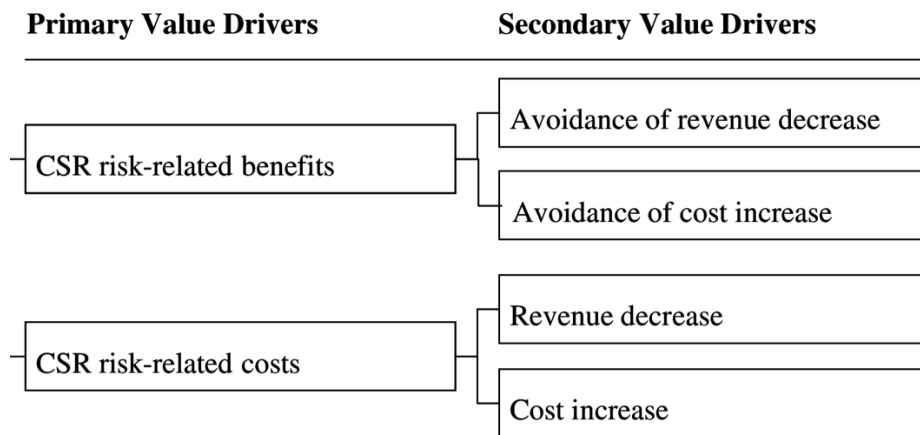 Primary Value Drivers
Secondary Value Drivers
CSR risk-related benefits
Avoidance of revenue decrease
Avoidance of cost increase
CSR risk-related costs
Revenue decrease
Cost increase